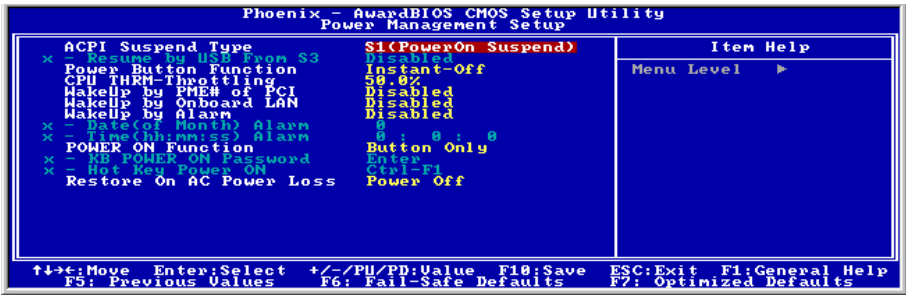 Phoenix - AwardBIOS CMOS Setup Utility
Power Management Setup
ACPI Suspend Type S1(PowerOn Suspend)
x - Resume by USB From S3 Disabled
Power Button Function Instant-Off
CPU THRM-Throttling 50.0%
WakeUp by PME# of PCI Disabled
WakeUp by Onboard LAN Disabled
WakeUp by Alarm Disabled
x - Date(of Month) Alarm 0
x - Time(hh:mm:ss) Alarm 0 : 0 : 0
POWER ON Function Button Only
x - KB POWER ON Password Enter
x - Hot Key Power ON Ctrl-F1
Restore On AC Power Loss Power Off
Item Help
Menu Level ►
↑↓→←:Move Enter:Select +/-/PU/PD:Value F10:Save ESC:Exit F1:General Help
F5: Previous Values F6: Fail-Safe Defaults F7: Optimized Defaults